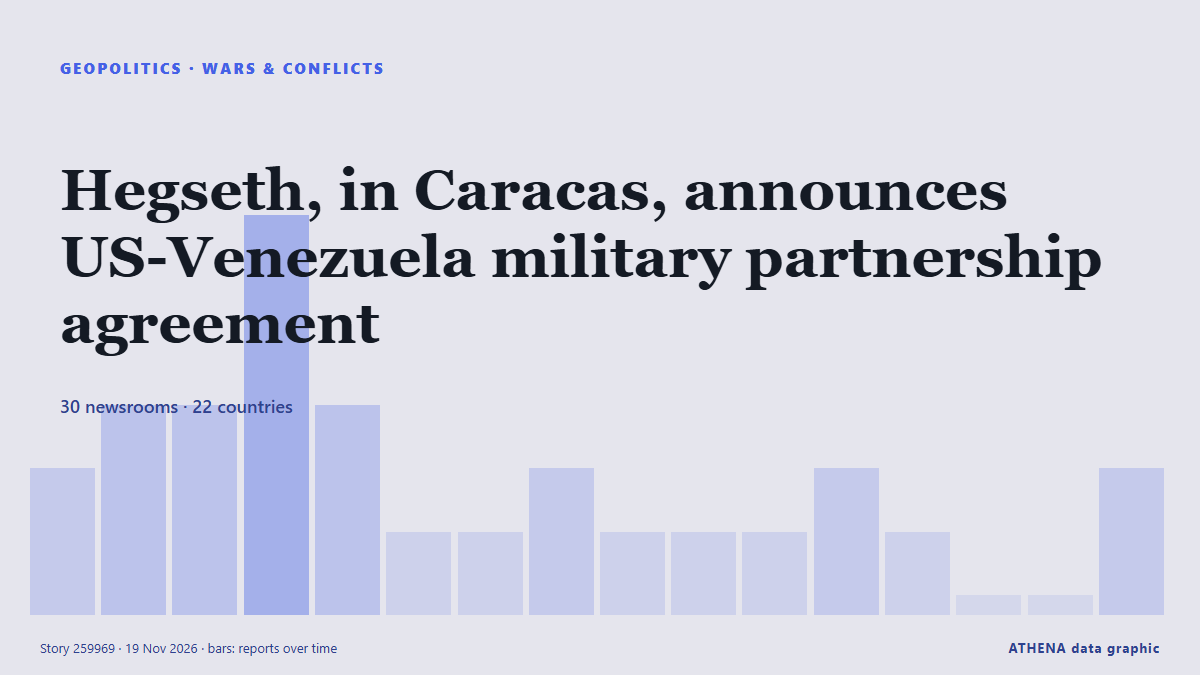 GEOPOLITICS · WARS & CONFLICTS
Hegseth, in Caracas, announces
US-Venezuela military partnership
agreement
30 newsrooms · 22 countries
Story 259969 · 19 Nov 2026 · bars: reports over time
ATHENA data graphic